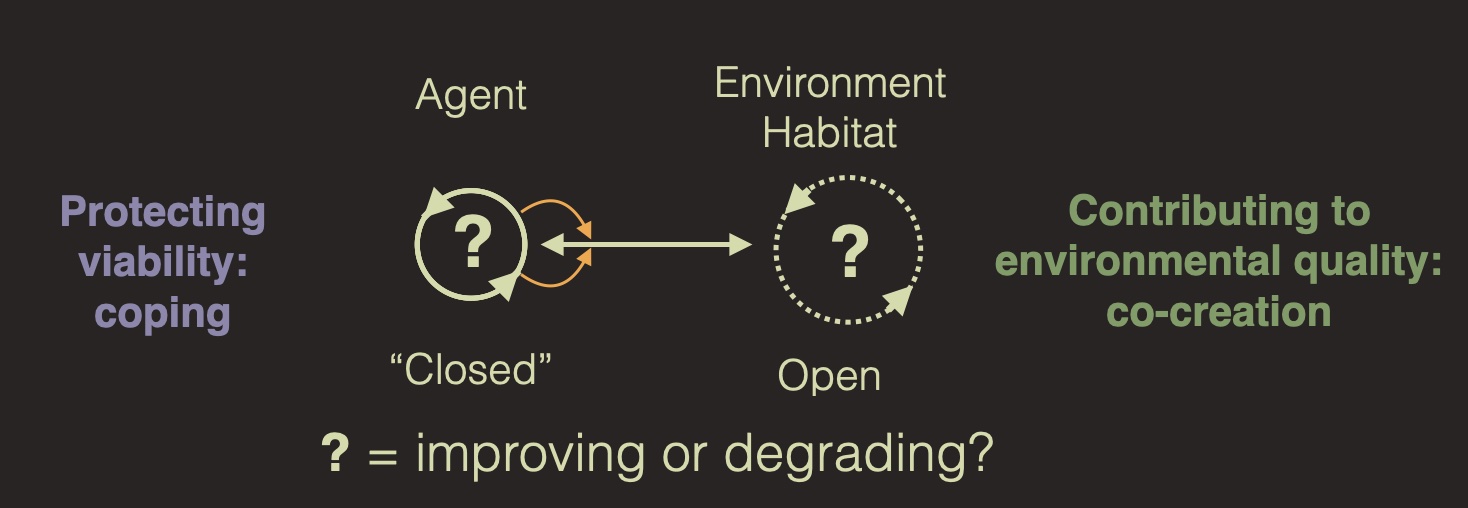 Agent
Environment
Habitat
Protecting
viability:
coping
?
?
Contributing to
environmental quality:
co-creation
“Closed”
Open
? = improving or degrading?